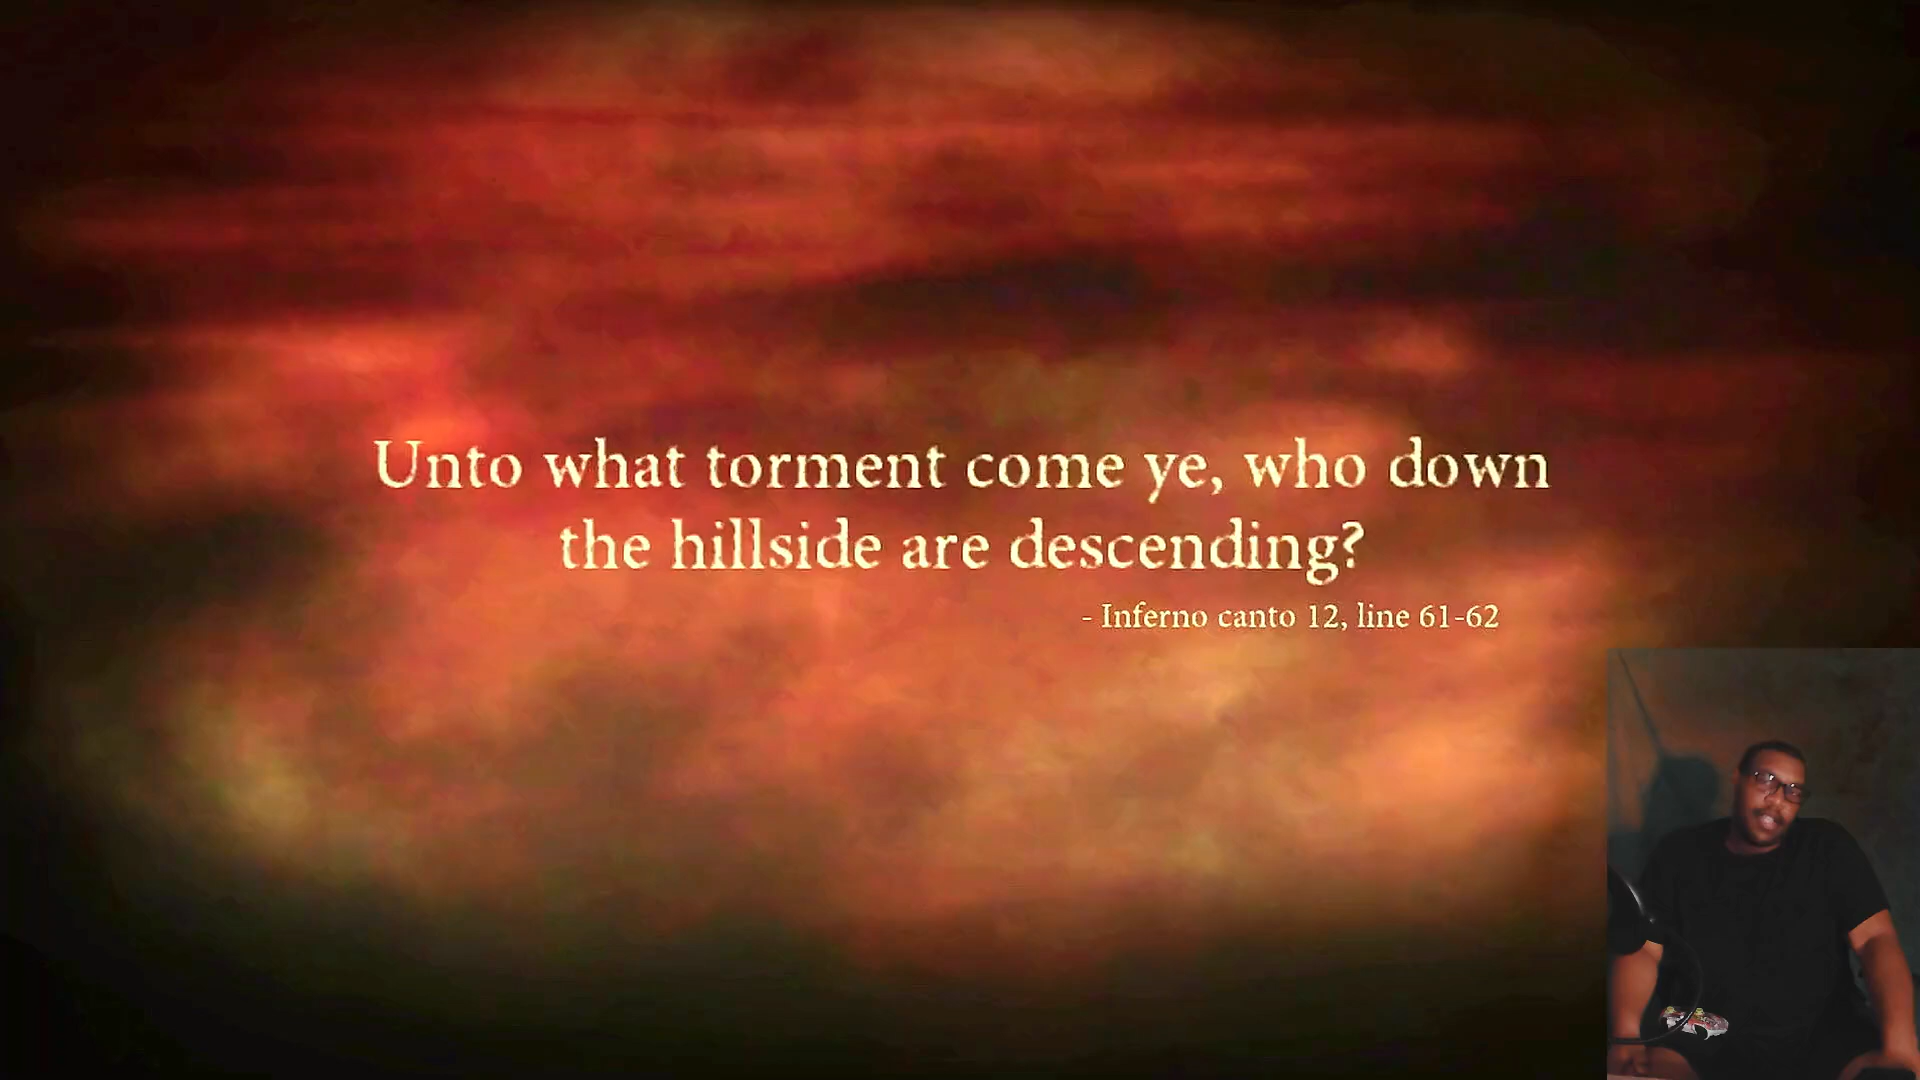 Unto what torment come ye, who down
the hillside are descending?
- Inferno canto 12, line 61-62